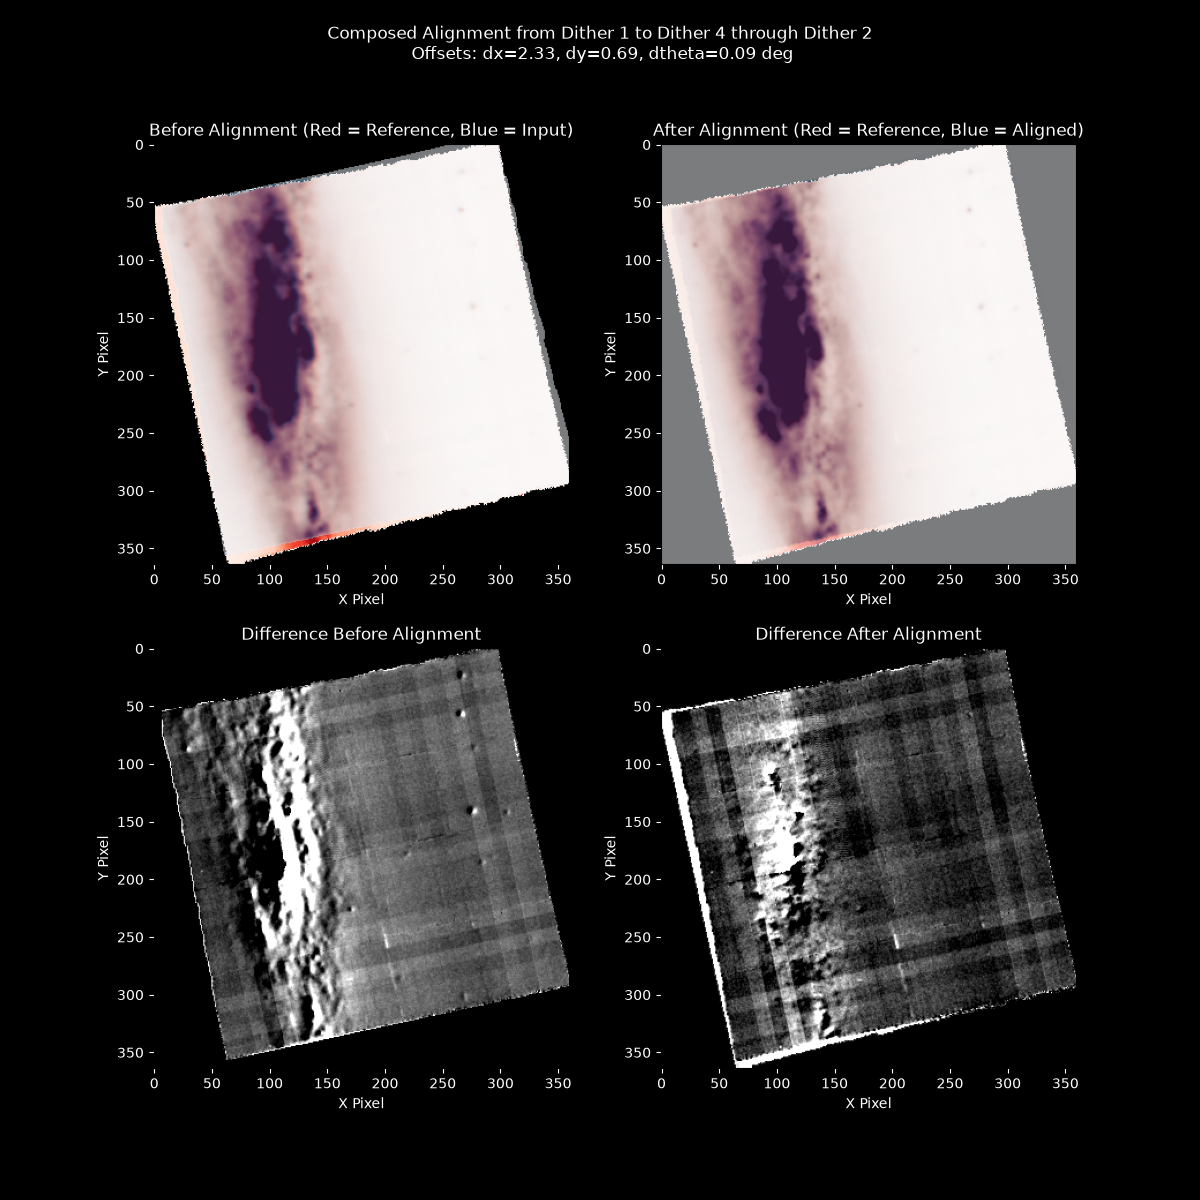 Composed Alignment from Dither 1 to Dither 4 through Dither 2
Offsets: dx=2.33, dy=0.69, dtheta=0.09 deg
Before Alignment (Red = Reference, Blue = Input)
0
50
100
150
200
250
300
350
Y Pixel
0 50 100 150 200 250 300 350
X Pixel
After Alignment (Red = Reference, Blue = Aligned)
0
50
100
150
200
250
300
350
Y Pixel
0 50 100 150 200 250 300 350
X Pixel
Difference Before Alignment
0
50
100
150
200
250
300
350
Y Pixel
0 50 100 150 200 250 300 350
X Pixel
Difference After Alignment
0
50
100
150
200
250
300
350
Y Pixel
0 50 100 150 200 250 300 350
X Pixel